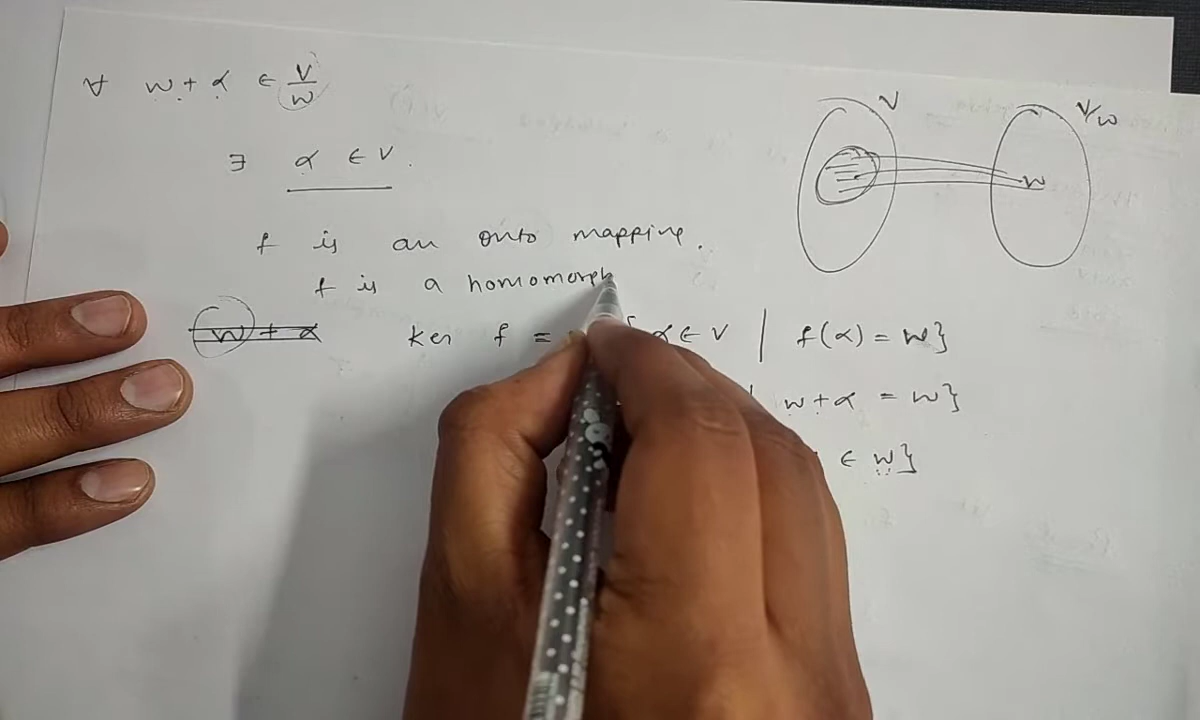 ∀ w + α ∈ V/w
∃ α ∈ V.
f is an onto mapping.
f is a homomorph
w + α
Ker f = { α ∈ V | f(α) = w}
w + α = w}
∈ w}
V
V/w
w